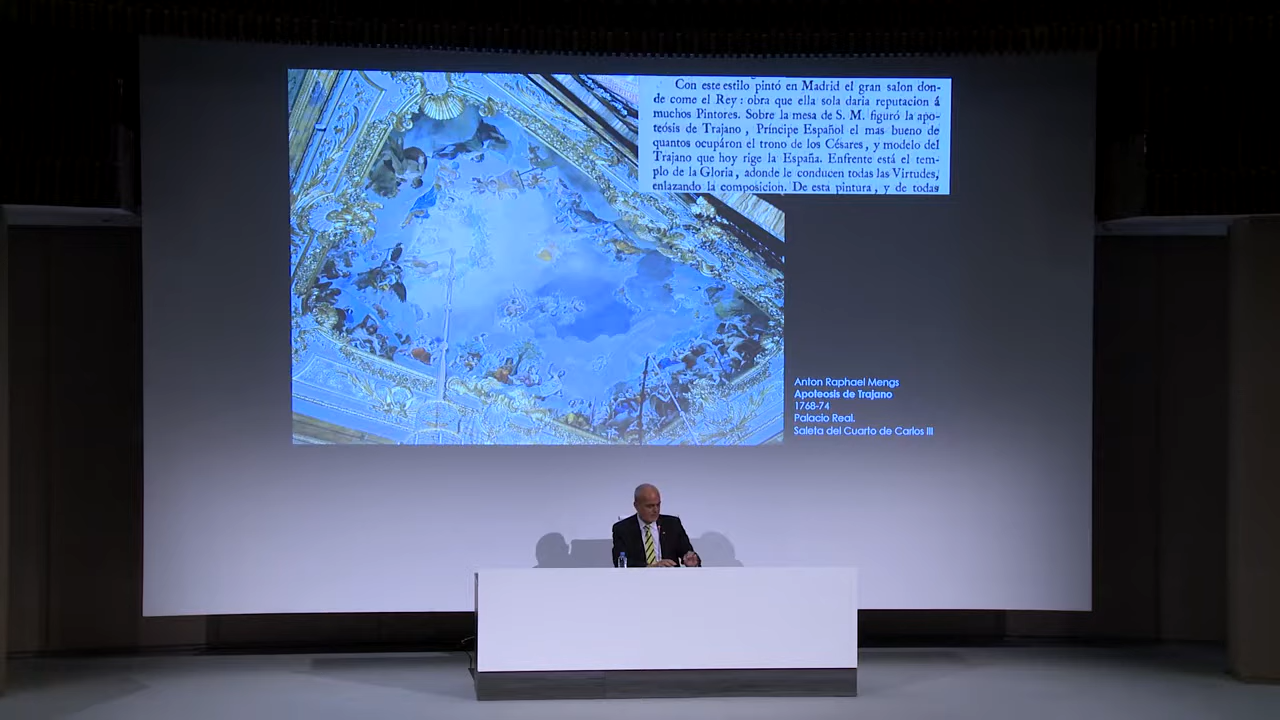 Con este estilo pintó en Madrid el gran salon don-
de come el Rey : obra que ella sola daria reputacion á
muchos Pintores. Sobre la mesa de S. M. figuró la apo-
teósis de Trajano , Príncipe Español el mas bueno de
quantos ocupáron el trono de los Césares, y modelo del
Trajano que hoy rige la España. Enfrente está el tem-
plo de la Gloria, adonde le conducen todas las Virtudes,
enlazando la composicion. De esta pintura, y de todas
Anton Raphael Mengs
Apoteosis de Trajano
1768-74
Palacio Real.
Saleta del Cuarto de Carlos III